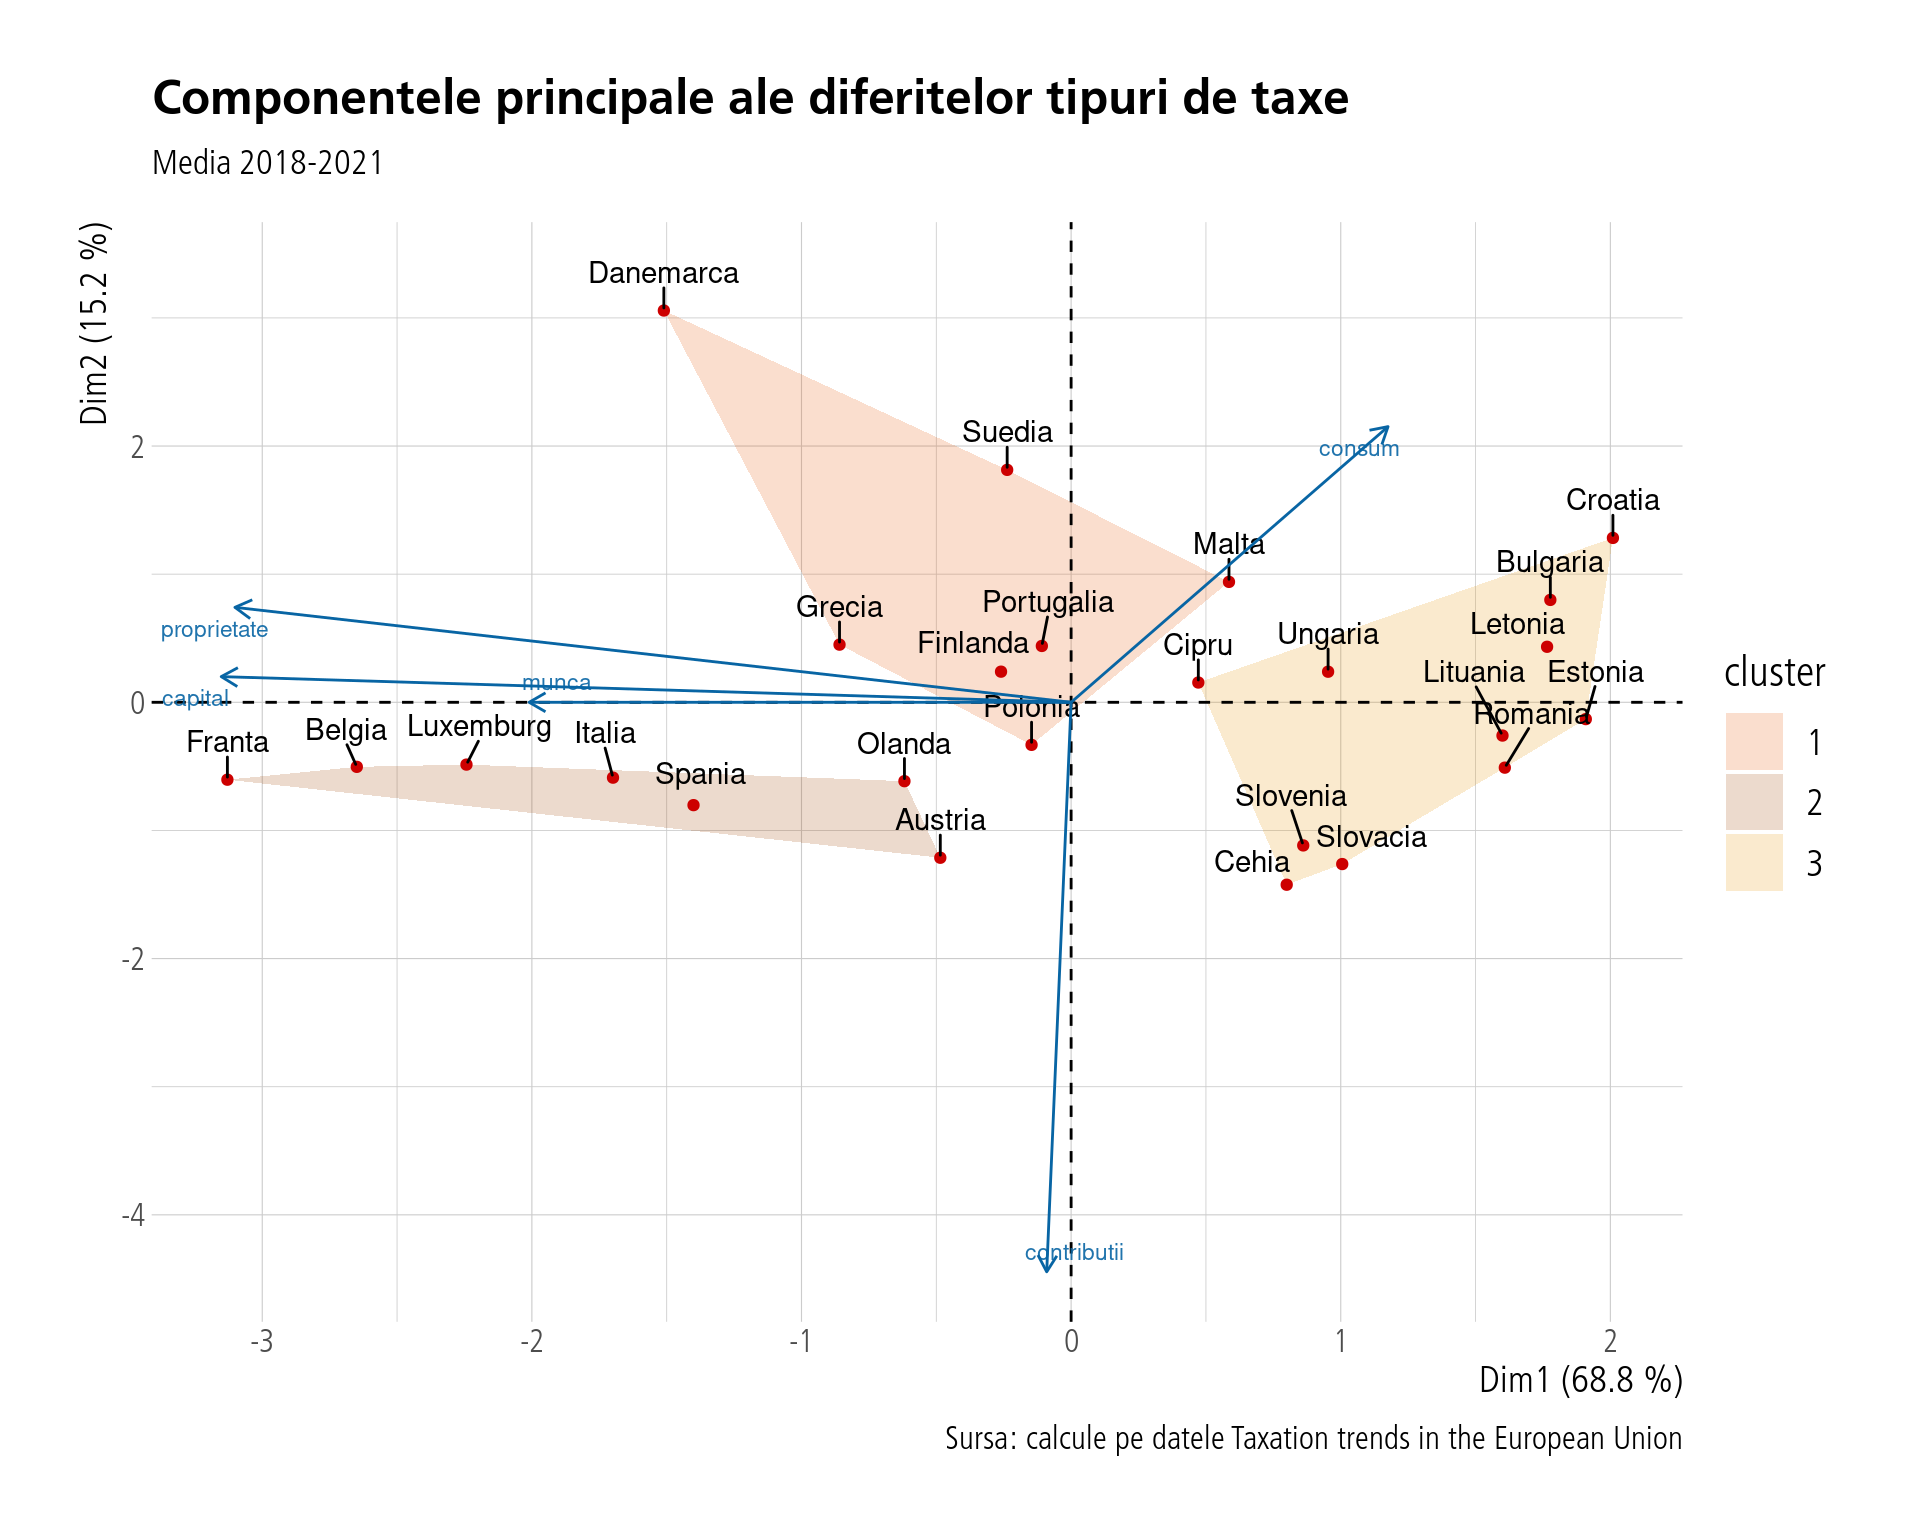 Componentele principale ale diferitelor tipuri de taxe
Media 2018-2021
Dim2 (15.2 %)
Danemarca
Suedia
2
consum
Croatia
Malta
Bulgaria
Grecia
Portugalia
Letonia
proprietate
Finlanda
Cipru
Ungaria
Lituania
Estonia
cluster
capital
munca
0
Polonia
Romania
Franta
Belgia
Luxemburg
Italia
Olanda
1
Spania
Slovenia
2
Austria
Slovacia
Cehia
3
-2
-4
contributii
-3
-2
-1
0
1
2
Dim1 (68.8 %)
Sursa: calcule pe datele Taxation trends in the European Union